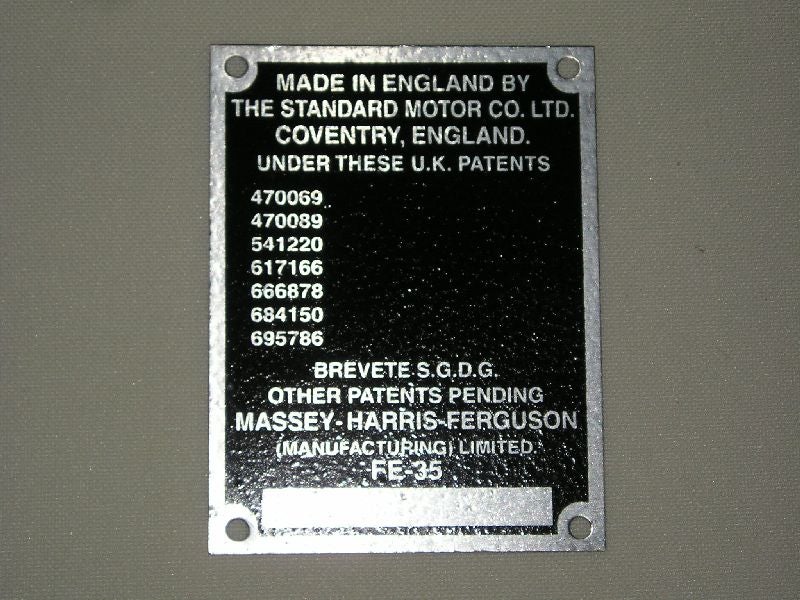 MADE IN ENGLAND BY
THE STANDARD MOTOR CO. LTD.
COVENTRY, ENGLAND.
UNDER THESE U.K. PATENTS
470069
470089
541220
617166
666878
684150
695786
BREVETE S.G.D.G.
OTHER PATENTS PENDING
MASSEY-HARRIS-FERGUSON
(MANUFACTURING) LIMITED.
FE-35